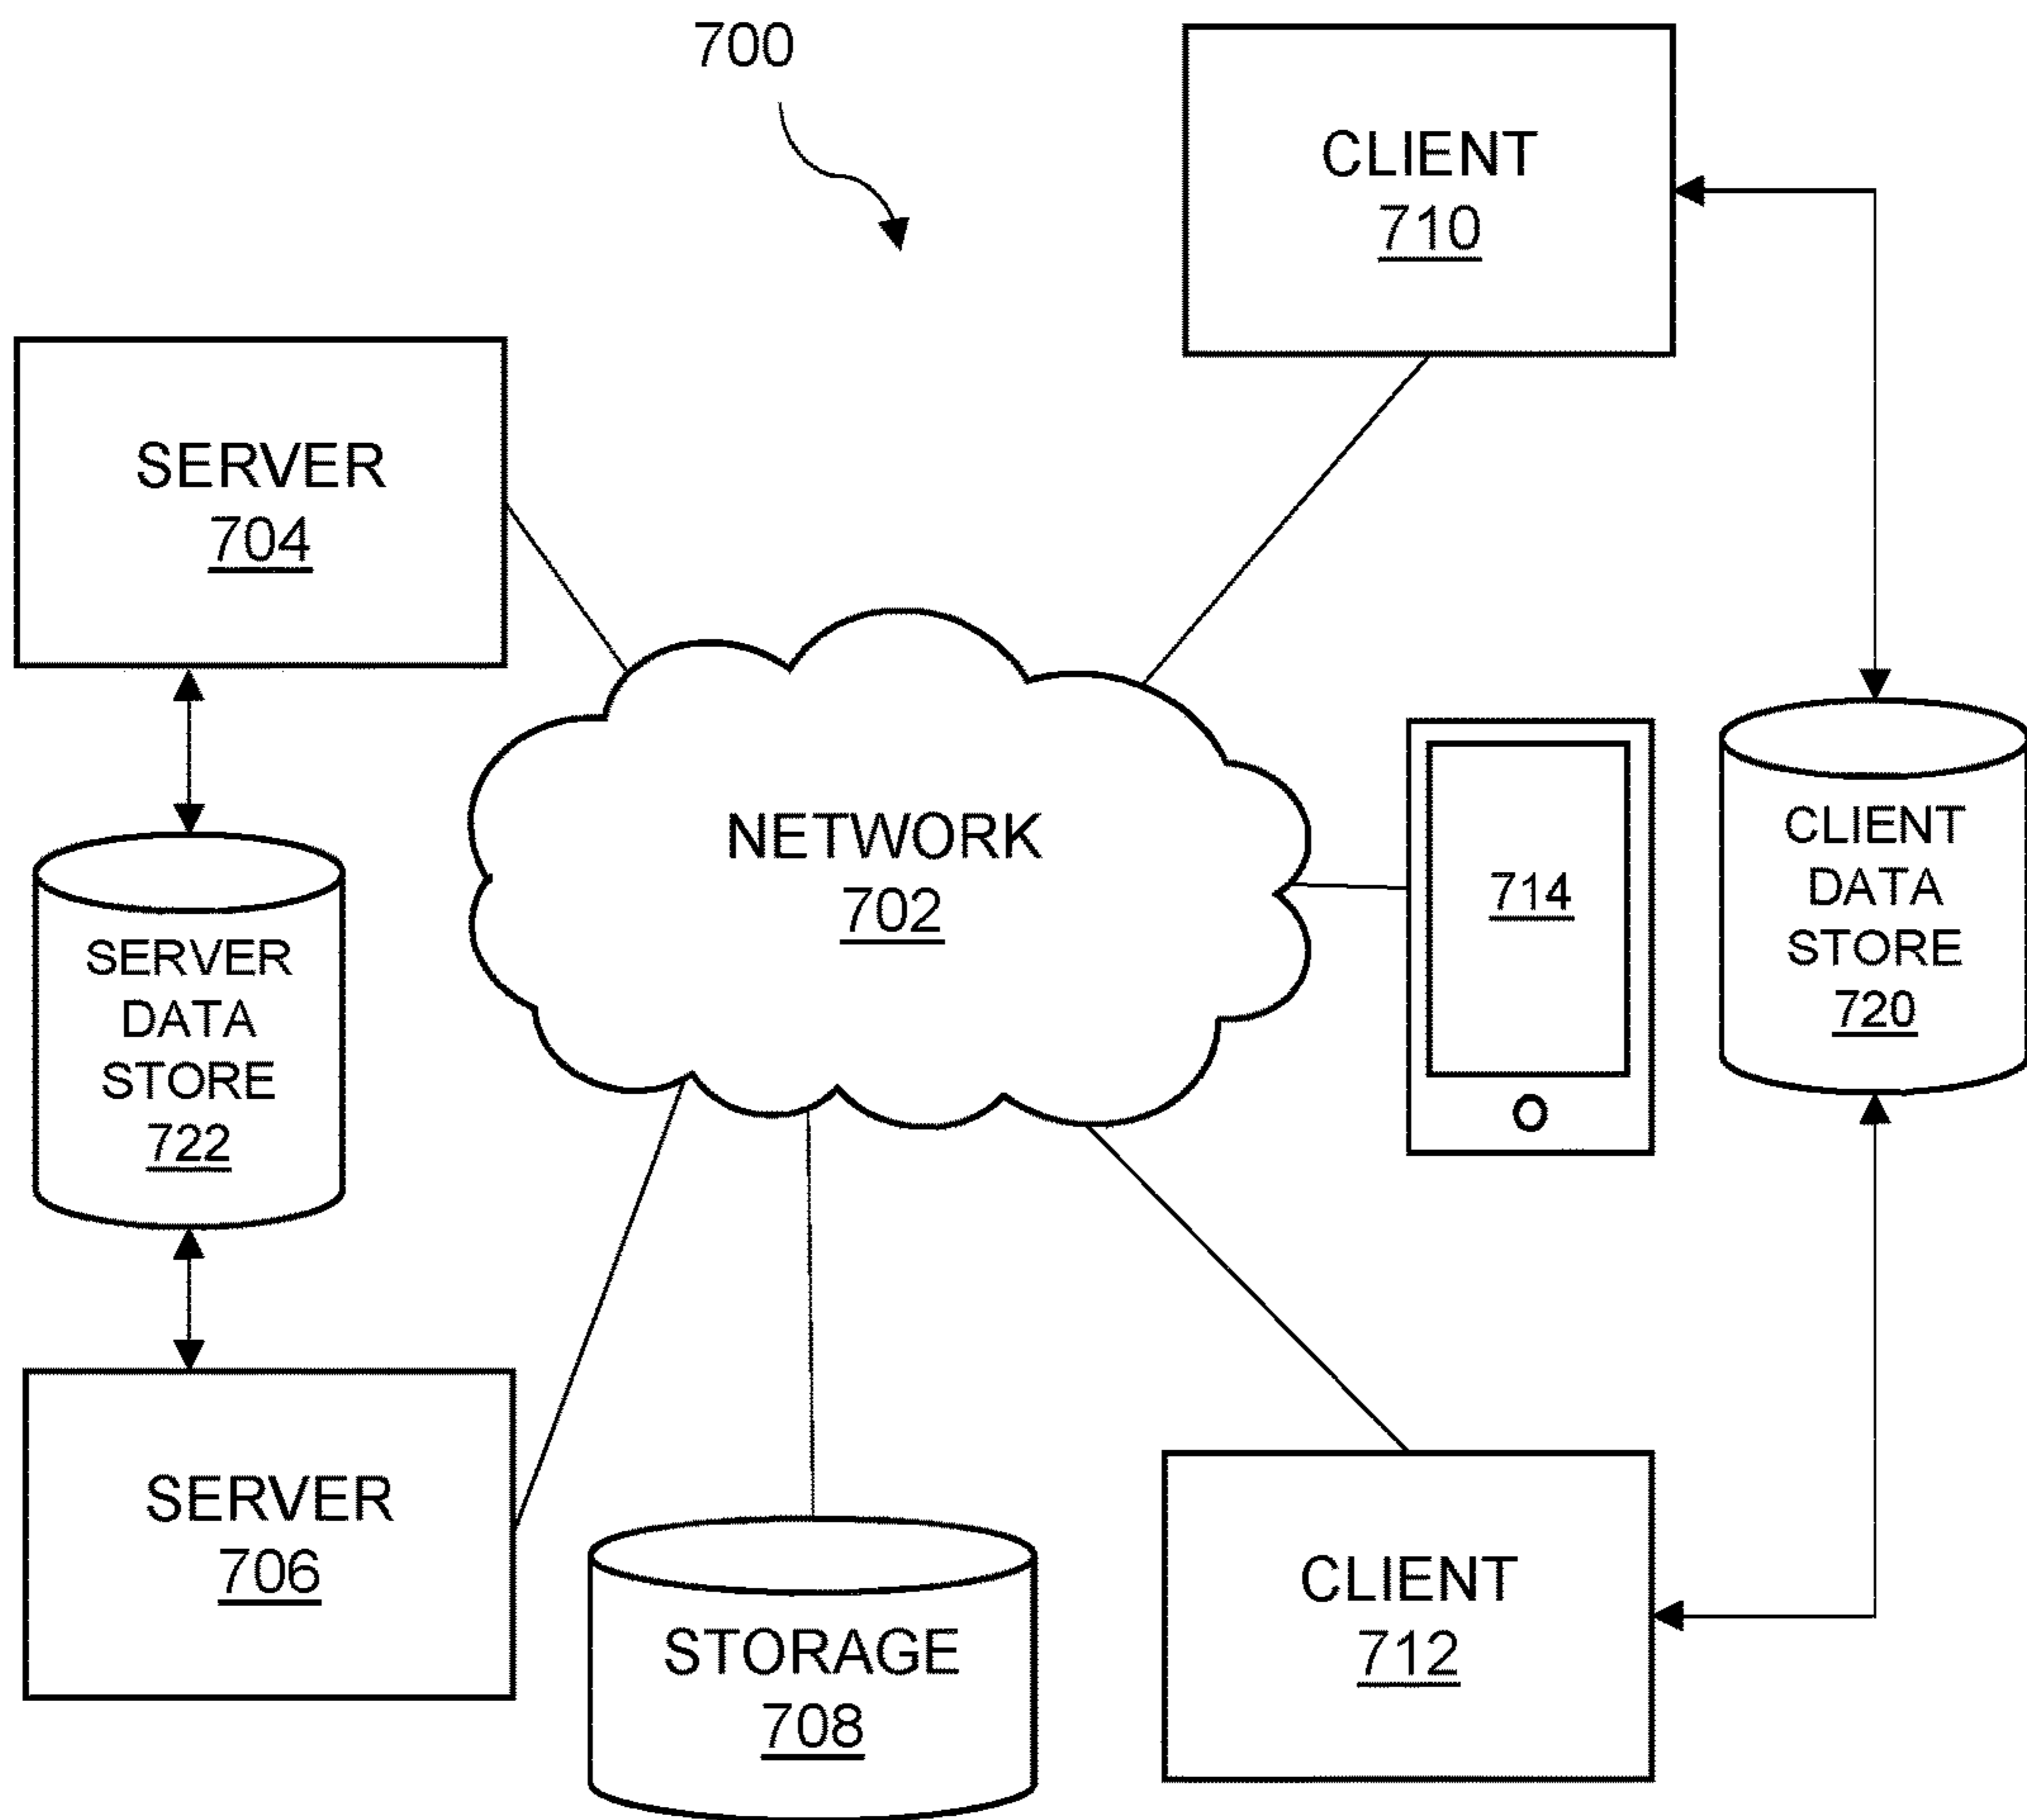 700
CLIENT
710
SERVER
704
NETWORK
702
714
CLIENT
DATA
STORE
720
SERVER
DATA
STORE
722
SERVER
706
STORAGE
708
CLIENT
712